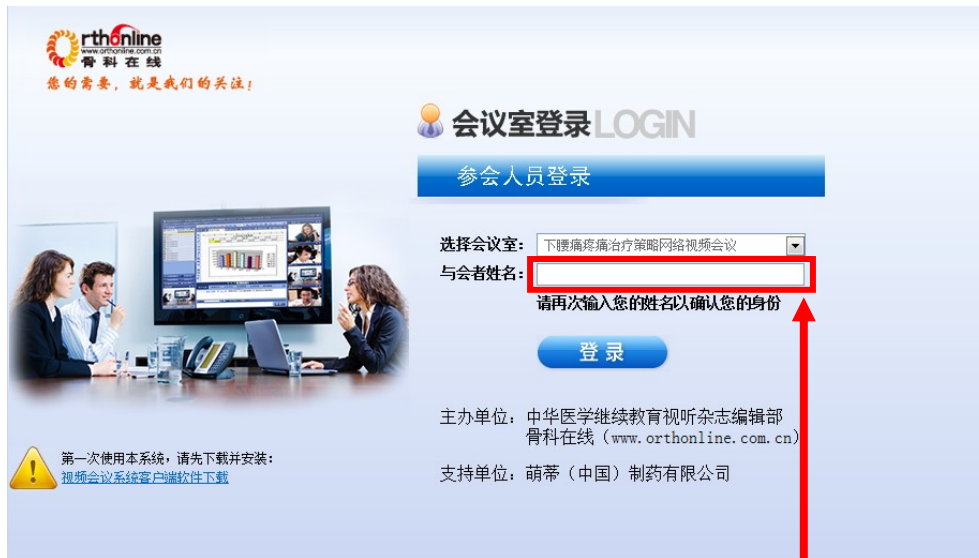 rthonline
www.orthonline.com.cn
骨科在线
您的需要，就是我们的关注！
会议室登录LOGIN
参会人员登录
选择会议室：
下腰痛疼痛治疗策略网络视频会议
与会者姓名：
请再次输入您的姓名以确认您的身份
登录
主办单位：中华医学继续教育视听杂志编辑部
骨科在线（www.orthonline.com.cn）
支持单位：萌蒂（中国）制药有限公司
第一次使用本系统，请先下载并安装：
视频会议系统客户端软件下载